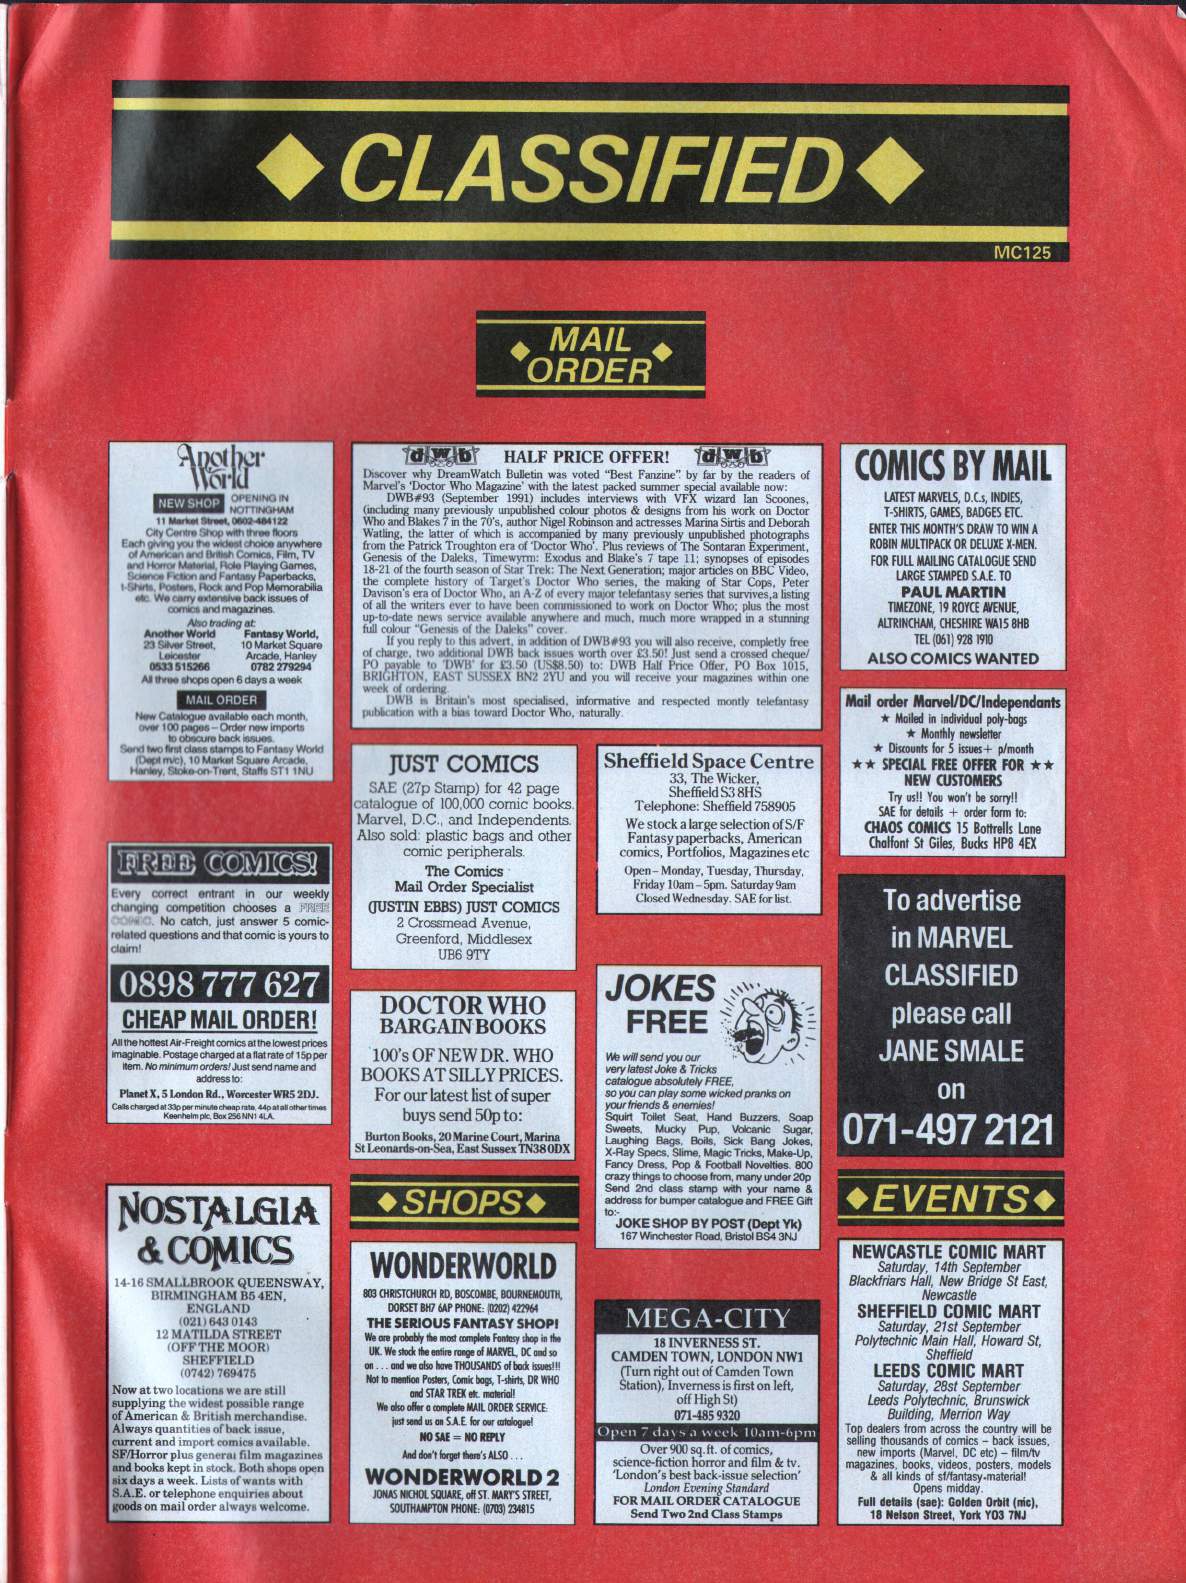 CLASSIFIED
MC125
MAIL
ORDER
Another
World
NEW SHOP
OPENING IN
NOTTINGHAM
11 Market Street, 0602-484122
City Centre Shop with three floors
Each giving you the widest choice anywhere
of American and British Comics, Film, TV
and Horror Material, Role Playing Games,
Science Fiction and Fantasy Paperbacks,
t-Shirts, Posters, Rock and Pop Memorabilia
etc. We carry extensive back issues of
comics and magazines.
Also trading at:
Another World
23 Silver Street,
Leicester
0533 515266
Fantasy World,
10 Market Square
Arcade, Hanley
0782 279294
All three shops open 6 days a week
MAIL ORDER
New Catalogue available each month,
over 100 pages – Order new imports
to obscure back issues.
Send two first class stamps to Fantasy World
(Dept m/c), 10 Market Square Arcade,
Hanley, Stoke-on-Trent, Staffs ST1 1NU
FREE COMICS!
Every correct entrant in our weekly
changing competition chooses a FREE
COMIC. No catch, just answer 5 comic-
related questions and that comic is yours to
claim!
0898 777 627
CHEAP MAIL ORDER!
All the hottest Air-Freight comics at the lowest prices
imaginable. Postage charged at a flat rate of 15p per
item. No minimum orders! Just send name and
address to:
Planet X, 5 London Rd., Worcester WR5 2DJ.
Calls charged at 33p per minute cheap rate, 44p at all other times
Keenhelm plc, Box 256 NN1 4LA.
NOSTALGIA
& COMICS
14-16 SMALLBROOK QUEENSWAY,
BIRMINGHAM B5 4EN,
ENGLAND
(021) 643 0143
12 MATILDA STREET
(OFF THE MOOR)
SHEFFIELD
(0742) 769475
Now at two locations we are still
supplying the widest possible range
of American & British merchandise.
Always quantities of back issue,
current and import comics available.
SF/Horror plus general film magazines
and books kept in stock. Both shops open
six days a week. Lists of wants with
S.A.E. or telephone enquiries about
goods on mail order always welcome.
dwb HALF PRICE OFFER! dwb
Discover why DreamWatch Bulletin was voted "Best Fanzine" by far by the readers of
Marvel's 'Doctor Who Magazine' with the latest packed summer special available now:
DWB#93 (September 1991) includes interviews with VFX wizard Ian Scoones,
(including many previously unpublished colour photos & designs from his work on Doctor
Who and Blakes 7 in the 70's, author Nigel Robinson and actresses Marina Sirtis and Deborah
Watling, the latter of which is accompanied by many previously unpublished photographs
from the Patrick Troughton era of 'Doctor Who'. Plus reviews of The Sontaran Experiment,
Genesis of the Daleks, Timewyrm: Exodus and Blake's 7 tape 11; synopses of episodes
18-21 of the fourth season of Star Trek: The Next Generation; major articles on BBC Video,
the complete history of Target's Doctor Who series, the making of Star Cops, Peter
Davison's era of Doctor Who, an A-Z of every major telefantasy series that survives,a listing
of all the writers ever to have been commissioned to work on Doctor Who; plus the most
up-to-date news service available anywhere and much, much more wrapped in a stunning
full colour "Genesis of the Daleks" cover.
If you reply to this advert, in addition of DWB#93 you will also receive, completly free
of charge, two additional DWB back issues worth over £3.50! Just send a crossed cheque/
PO payable to 'DWB' for £3.50 (US$8.50) to: DWB Half Price Offer, PO Box 1015,
BRIGHTON, EAST SUSSEX BN2 2YU and you will receive your magazines within one
week of ordering.
DWB is Britain's most specialised, informative and respected montly telefantasy
publication with a bias toward Doctor Who, naturally.
JUST COMICS
SAE (27p Stamp) for 42 page
catalogue of 100,000 comic books.
Marvel, D.C., and Independents.
Also sold: plastic bags and other
comic peripherals.
The Comics
Mail Order Specialist
(JUSTIN EBBS) JUST COMICS
2 Crossmead Avenue,
Greenford, Middlesex
UB6 9TY
DOCTOR WHO
BARGAIN BOOKS
100's OF NEW DR. WHO
BOOKS AT SILLY PRICES.
For our latest list of super
buys send 50p to:
Burton Books, 20 Marine Court, Marina
St Leonards-on-Sea, East Sussex TN38 0DX
SHOPS
WONDERWORLD
803 CHRISTCHURCH RD, BOSCOMBE, BOURNEMOUTH,
DORSET BH7 6AP PHONE: (0202) 422964
THE SERIOUS FANTASY SHOP!
We are probably the most complete Fantasy shop in the
UK. We stock the entire range of MARVEL, DC and so
on . . . and we also have THOUSANDS of back issues!!!
Not to mention Posters, Comic bags, T-shirts, DR WHO
and STAR TREK etc. material!
We also offer a complete MAIL ORDER SERVICE:
just send us an S.A.E. for our catalogue!
NO SAE = NO REPLY
And don't forget there's ALSO . . .
WONDERWORLD 2
JONAS NICHOL SQUARE, off ST. MARY'S STREET,
SOUTHAMPTON PHONE: (0703) 234815
Sheffield Space Centre
33, The Wicker,
Sheffield S3 8HS
Telephone: Sheffield 758905
We stock a large selection of S/F
Fantasy paperbacks, American
comics, Portfolios, Magazines etc
Open – Monday, Tuesday, Thursday,
Friday 10am – 5pm. Saturday 9am
Closed Wednesday. SAE for list.
JOKES
FREE
We will send you our
very latest Joke & Tricks
catalogue absolutely FREE,
so you can play some wicked pranks on
your friends & enemies!
Squirt Toilet Seat, Hand Buzzers, Soap
Sweets, Mucky Pup, Volcanic Sugar,
Laughing Bags, Boils, Sick Bang Jokes,
X-Ray Specs, Slime, Magic Tricks, Make-Up,
Fancy Dress, Pop & Football Novelties. 800
crazy things to choose from, many under 20p
Send 2nd class stamp with your name &
address for bumper catalogue and FREE Gift
to:-
JOKE SHOP BY POST (Dept Yk)
167 Winchester Road, Bristol BS4 3NJ
MEGA-CITY
18 INVERNESS ST.
CAMDEN TOWN, LONDON NW1
(Turn right out of Camden Town
Station), Inverness is first on left,
off High St)
071-485 9320
Open 7 days a week 10am-6pm
Over 900 sq. ft. of comics,
science-fiction horror and film & tv.
'London's best back-issue selection'
London Evening Standard
FOR MAIL ORDER CATALOGUE
Send Two 2nd Class Stamps
COMICS BY MAIL
LATEST MARVELS, D.C.s, INDIES,
T-SHIRTS, GAMES, BADGES ETC.
ENTER THIS MONTH'S DRAW TO WIN A
ROBIN MULTIPACK OR DELUXE X-MEN.
FOR FULL MAILING CATALOGUE SEND
LARGE STAMPED S.A.E. TO
PAUL MARTIN
TIMEZONE, 19 ROYCE AVENUE,
ALTRINCHAM, CHESHIRE WA15 8HB
TEL (061) 928 1910
ALSO COMICS WANTED
Mail order Marvel/DC/Independants
★ Mailed in individual poly-bags
★ Monthly newsletter
★ Discounts for 5 issues+ p/month
★★ SPECIAL FREE OFFER FOR ★★
NEW CUSTOMERS
Try us!! You won't be sorry!!
SAE for details + order form to:
CHAOS COMICS 15 Bottrells Lane
Chalfont St Giles, Bucks HP8 4EX
To advertise
in MARVEL
CLASSIFIED
please call
JANE SMALE
on
071-497 2121
EVENTS
NEWCASTLE COMIC MART
Saturday, 14th September
Blackfriars Hall, New Bridge St East,
Newcastle
SHEFFIELD COMIC MART
Saturday, 21st September
Polytechnic Main Hall, Howard St,
Sheffield
LEEDS COMIC MART
Saturday, 28st September
Leeds Polytechnic, Brunswick
Building, Merrion Way
Top dealers from across the country will be
selling thousands of comics – back issues,
new imports (Marvel, DC etc) – film/tv
magazines, books, videos, posters, models
& all kinds of sf/fantasy-material!
Opens midday.
Full details (sae): Golden Orbit (mc),
18 Nelson Street, York YO3 7NJ